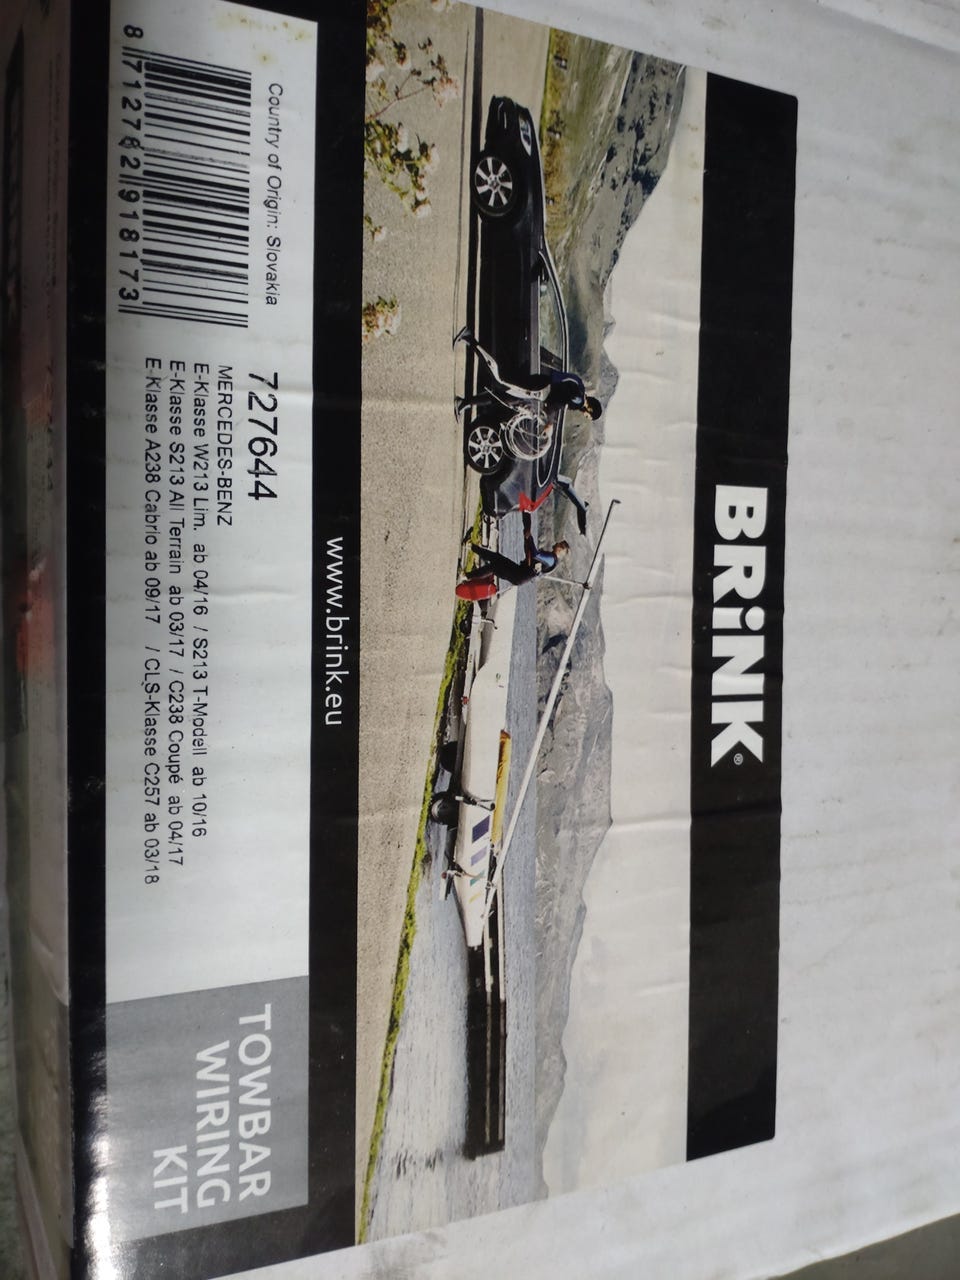 BRiNK®
www.brink.eu
Country of Origin: Slovakia
8 712762 918173
727644
MERCEDES-BENZ
E-Klasse W213 Lim. ab 04/16 / S213 T-Modell ab 10/16
E-Klasse S213 All Terrain ab 03/17 / C238 Coupé ab 04/17
E-Klasse A238 Cabrio ab 09/17 / CLS-Klasse C257 ab 03/18
TOWBAR
WIRING
KIT